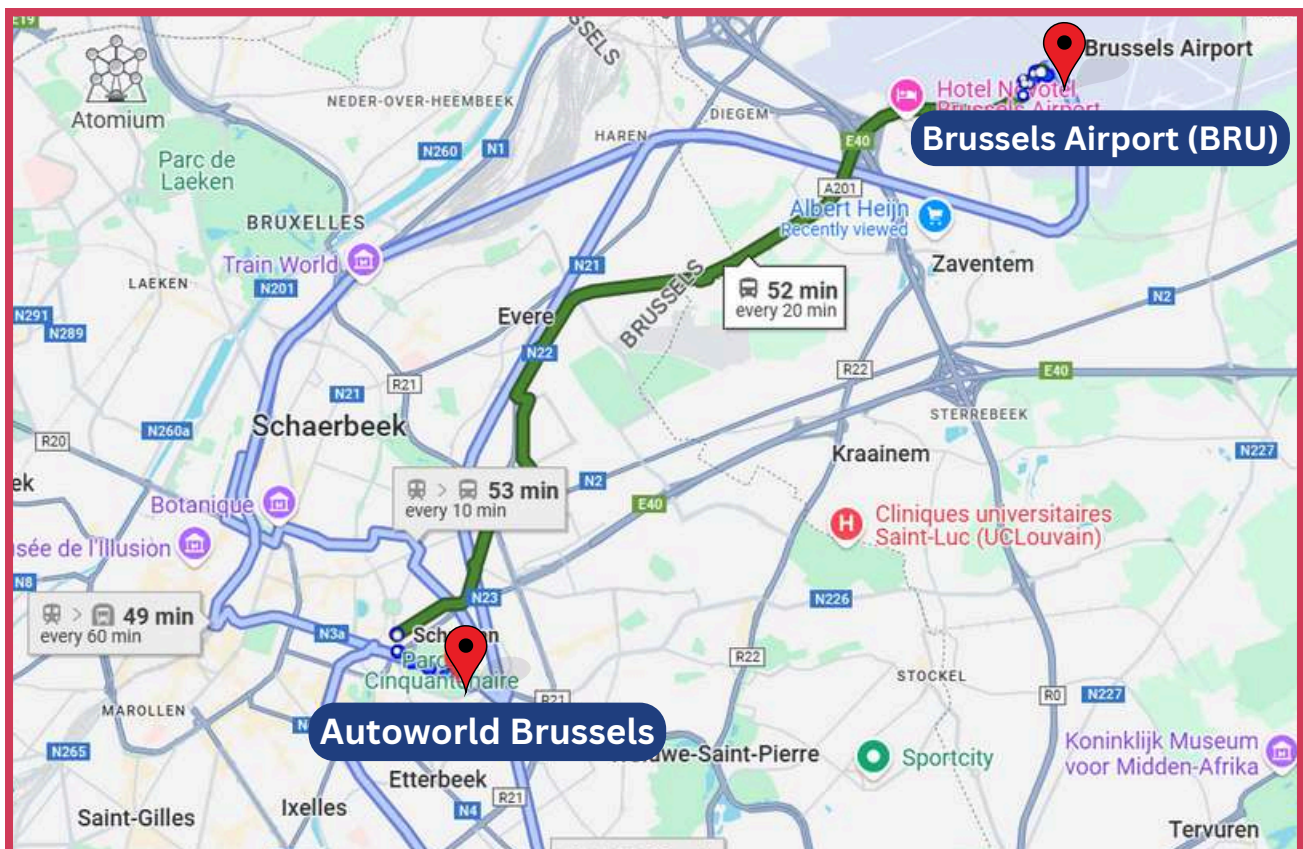 E19
SELS
Brussels Airport
Atomium
NEDER-OVER-HEEMBEEK
Hotel Novotel
Brussels Airport
DIEGEM
HAREN
E40
Brussels Airport (BRU)
N260
N1
Parc de
Laeken
A201
Albert Heijn
Recently viewed
BRUXELLES
Train World
N21
Zaventem
LAEKEN
N201
BRUSSELS
52 min
every 20 min
N2
N291
N289
Evere
N22
R22
E40
R21
N21
STERREBEEK
Schaerbeek
N260a
R20
Kraainem
N227
ek
> 53 min
every 10 min
N2
E40
Botanique
Cliniques universitaires
Saint-Luc (UCLouvain)
sée de l'Illusion
N8
> 49 min
every 60 min
N23
N226
N3a
Cinquantenaire
R22
STOCKEL
R21
R0
N227
MAROLLEN
Autoworld Brussels
N265
we-Saint-Pierre
Sportcity
Koninklijk Museum
voor Midden-Afrika
Etterbeek
R21
Ixelles
N4
Saint-Gilles
Tervuren